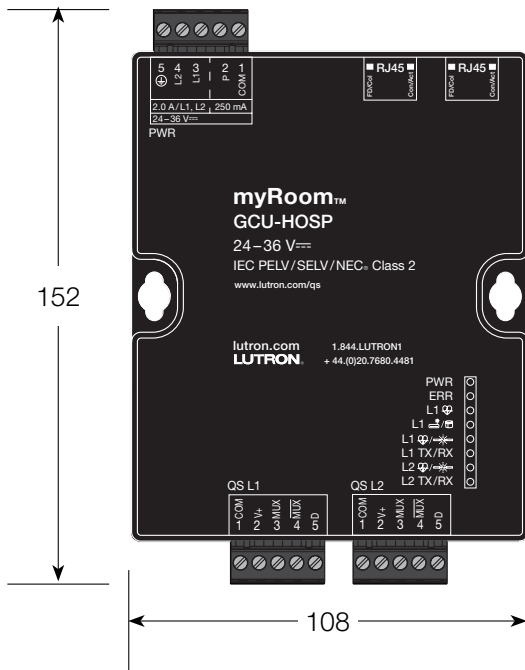 5 4 3 2 1
L2 L1 P COM
2.0 A/L1, L2 250 mA
24–36 V
PWR
RJ45
FD/Col Con/Act
RJ45
FD/Col Con/Act
myRoom™
GCU-HOSP
24–36 V
IEC PELV/SELV/NEC® Class 2
www.lutron.com/qs
152
lutron.com 1.844.LUTRON1
LUTRON® + 44.(0)20.7680.4481
PWR
ERR
L1
L1 /
L1 /
L1 TX/RX
L2 /
L2 TX/RX
QS L1
COM V+ MUX M̅U̅X̅ D
1 2 3 4 5
QS L2
COM V+ MUX M̅U̅X̅ D
1 2 3 4 5
108